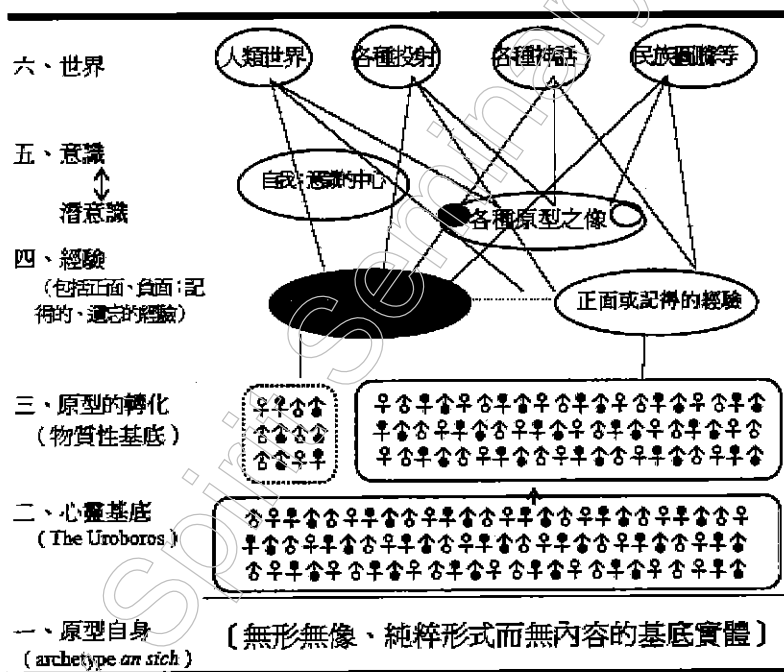 六、世界
人類世界
各種投射
各種神話
民族圖騰等
五、意識
潛意識
自我：意識的中心
各種原型之像
四、經驗
（包括正面、負面；記
得的、遺忘的經驗）
正面或記得的經驗
三、原型的轉化
（物質性基底）
二、心靈基底
( The Uroboros )
一、原型自身
( archetype an sich )
〔無形無像、純粹形式而無內容的基底實體〕
Spirit Seminary